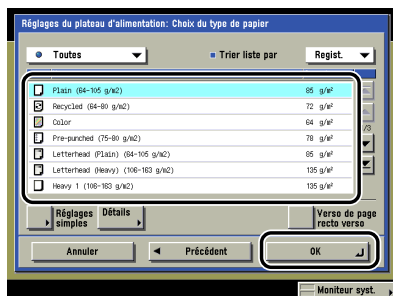 Réglages du plateau d'alimentation: Choix du type de papier
Toutes
Trier liste par
Regist.
Plain (64-105 g/m2) 85 g/m²
Recycled (64-80 g/m2) 72 g/m²
Color 64 g/m²
Pre-punched (75-80 g/m2) 78 g/m²
Letterhead (Plain) (64-105 g/m2) 85 g/m²
Letterhead (Heavy) (106-163 g/m2) 135 g/m²
Heavy 1 (106-163 g/m2) 135 g/m²
/3
Réglages simples
Détails
Verso de page recto verso
Annuler
Précédent
OK
Moniteur syst.